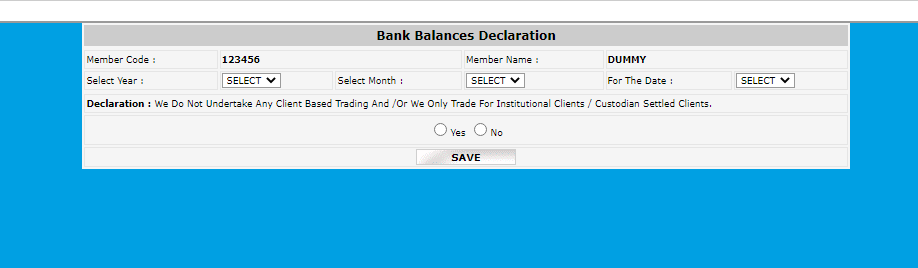 Bank Balances Declaration
Member Code : 123456 Member Name : DUMMY
Select Year : SELECT Select Month : SELECT For The Date : SELECT
Declaration : We Do Not Undertake Any Client Based Trading And /Or We Only Trade For Institutional Clients / Custodian Settled Clients.
Yes No
SAVE